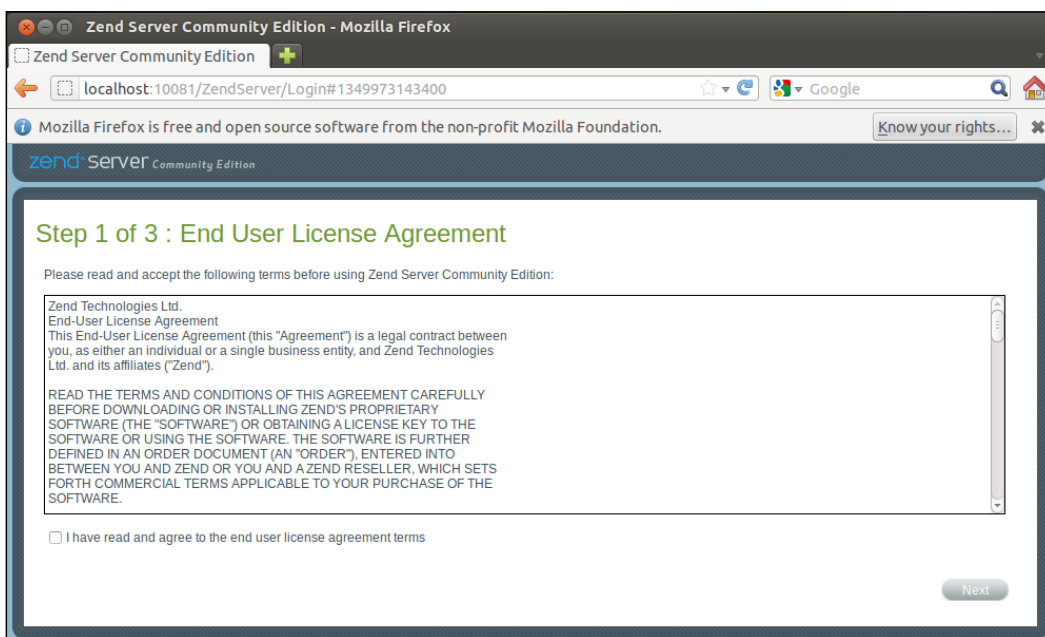 Zend Server Community Edition - Mozilla Firefox
Zend Server Community Edition
localhost:10081/ZendServer/Login#1349973143400
Google
Mozilla Firefox is free and open source software from the non-profit Mozilla Foundation.
Know your rights...
zend server Community Edition
Step 1 of 3 : End User License Agreement
Please read and accept the following terms before using Zend Server Community Edition:
Zend Technologies Ltd.
End-User License Agreement
This End-User License Agreement (this "Agreement") is a legal contract between
you, as either an individual or a single business entity, and Zend Technologies
Ltd. and its affiliates ("Zend").
READ THE TERMS AND CONDITIONS OF THIS AGREEMENT CAREFULLY
BEFORE DOWNLOADING OR INSTALLING ZEND'S PROPRIETARY
SOFTWARE (THE "SOFTWARE") OR OBTAINING A LICENSE KEY TO THE
SOFTWARE OR USING THE SOFTWARE. THE SOFTWARE IS FURTHER
DEFINED IN AN ORDER DOCUMENT (AN "ORDER"), ENTERED INTO
BETWEEN YOU AND ZEND OR YOU AND A ZEND RESELLER, WHICH SETS
FORTH COMMERCIAL TERMS APPLICABLE TO YOUR PURCHASE OF THE
SOFTWARE.
I have read and agree to the end user license agreement terms
Next